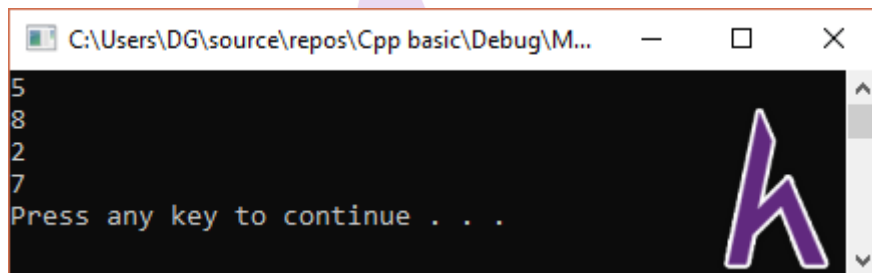 C:\Users\DG\source\repos\Cpp basic\Debug\M...
5
8
2
7
Press any key to continue . . .